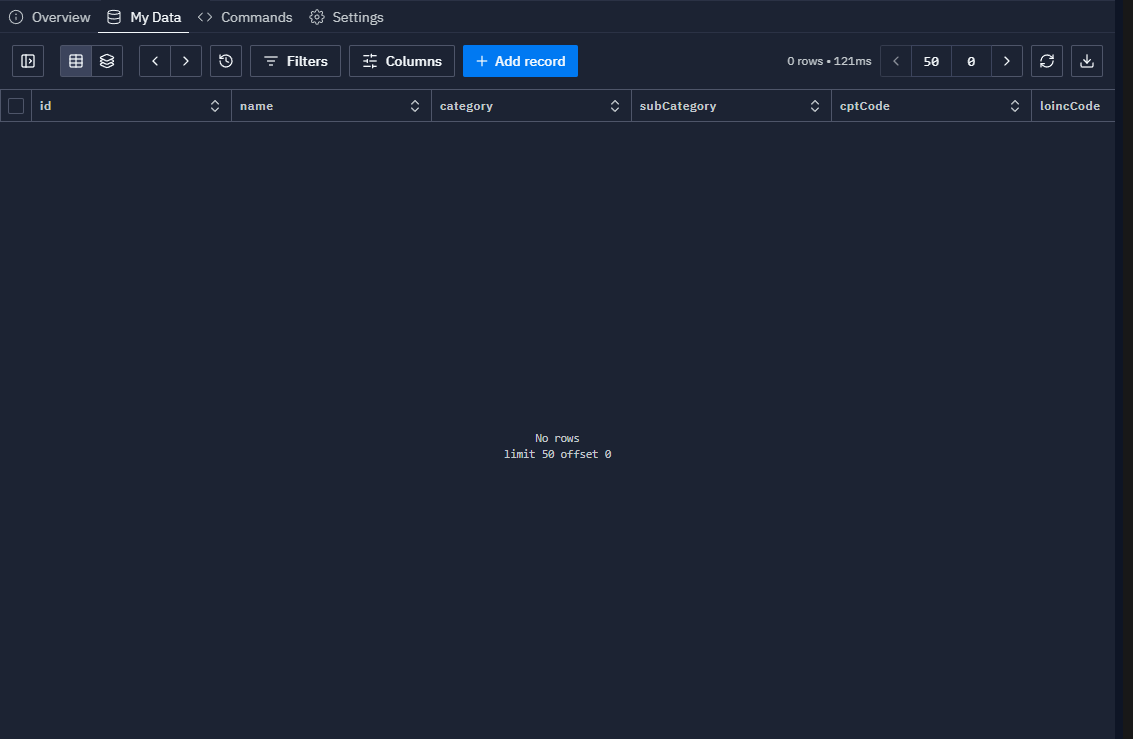 Overview My Data Commands Settings
Filters Columns + Add record 0 rows • 121ms 50 0
id name category subCategory cptCode loincCode
No rows
limit 50 offset 0